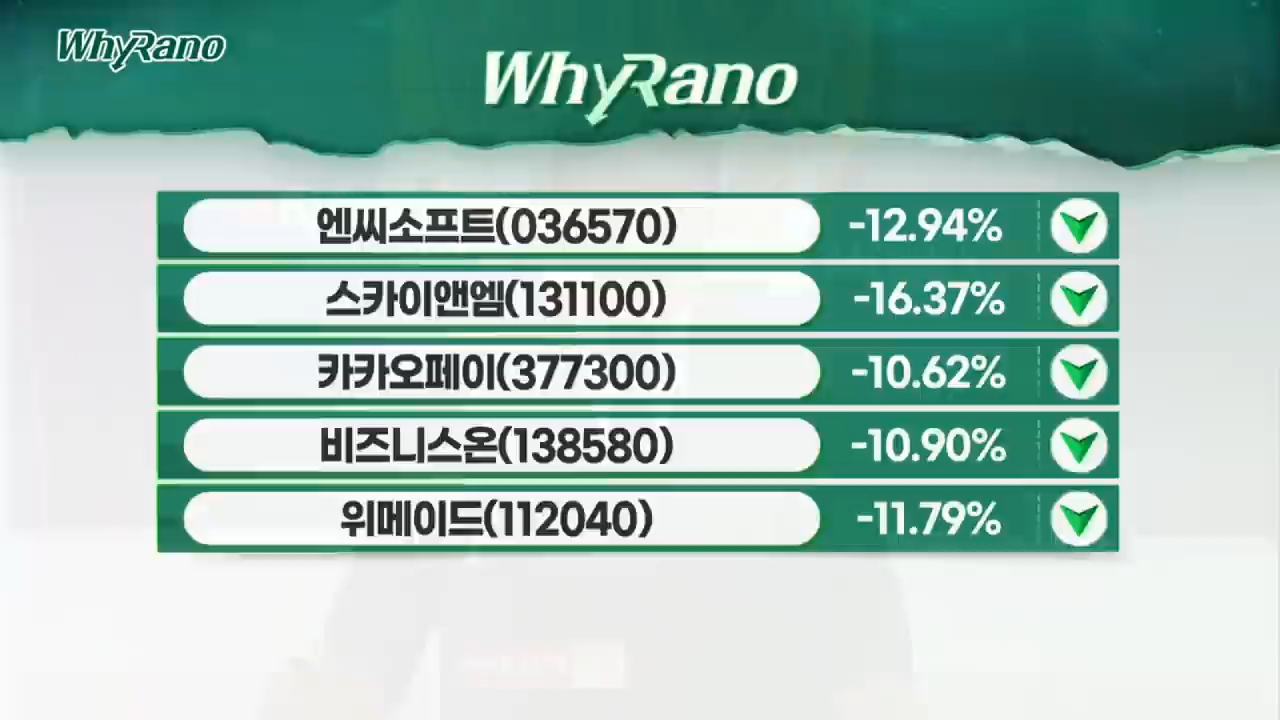 WhyRano
WhyRano
엔씨소프트(036570) -12.94%
스카이앤엠(131100) -16.37%
카카오페이(377300) -10.62%
비즈니스온(138580) -10.90%
위메이드(112040) -11.79%